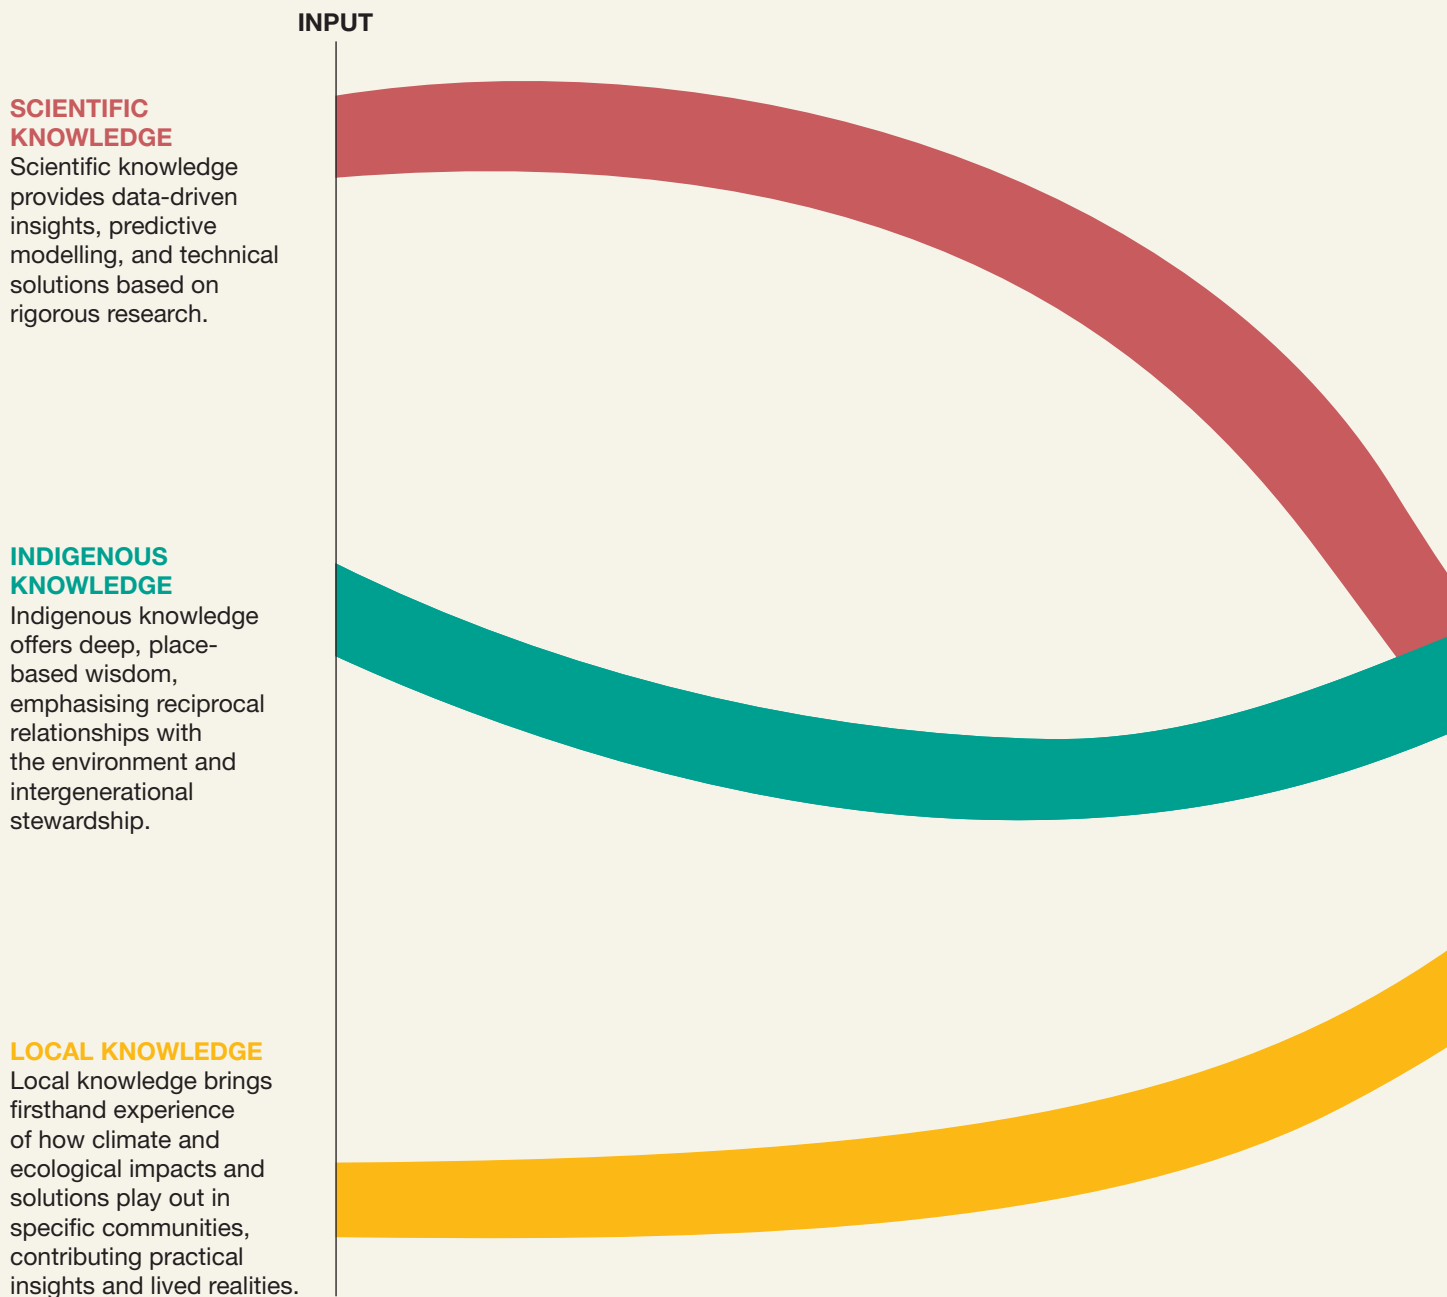 INPUT
SCIENTIFIC
KNOWLEDGE
Scientific knowledge
provides data-driven
insights, predictive
modelling, and technical
solutions based on
rigorous research.
INDIGENOUS
KNOWLEDGE
Indigenous knowledge
offers deep, place-
based wisdom,
emphasising reciprocal
relationships with
the environment and
intergenerational
stewardship.
LOCAL KNOWLEDGE
Local knowledge brings
firsthand experience
of how climate and
ecological impacts and
solutions play out in
specific communities,
contributing practical
insights and lived realities.